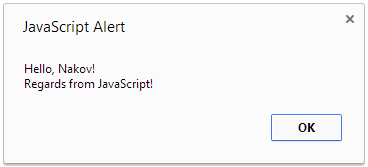 JavaScript Alert
Hello, Nakov!
Regards from JavaScript!
OK